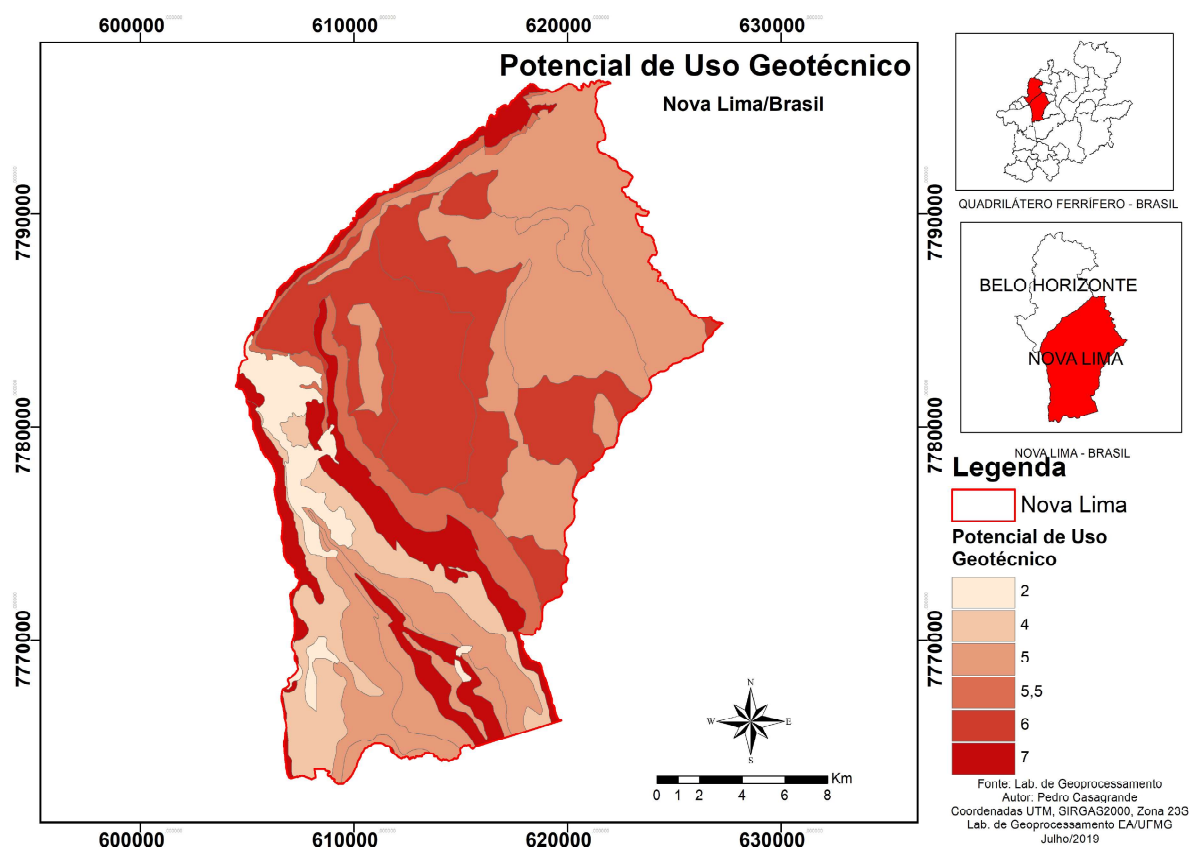 600000 610000 620000 630000
Potencial de Uso Geotécnico
Nova Lima/Brasil
7790000
7780000
7770000
7790000
7780000
7770000
N
W E
S
Km
0 1 2 4 6 8
600000 610000 620000 630000
QUADRILÁTERO FERRÍFERO - BRASIL
BELO HORIZONTE
NOVA LIMA
NOVA LIMA - BRASIL
Legenda
Nova Lima
Potencial de Uso
Geotécnico
2
4
5
5,5
6
7
Fonte: Lab. de Geoprocessamento
Autor: Pedro Casagrande
Coordenadas UTM, SIRGAS2000, Zona 23S
Lab. de Geoprocessamento EA/UFMG
Julho/2019